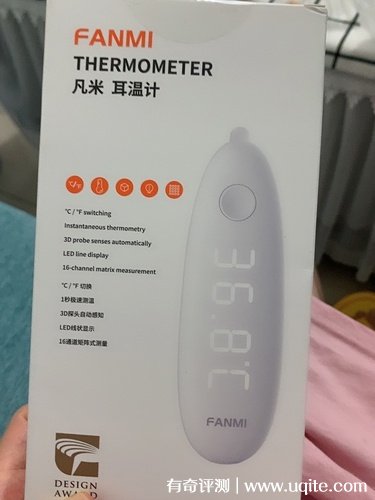 FANMI
THERMOMETER
凡米 耳温计
°C/°F
°C / °F switching
Instantaneous thermometry
3D probe senses automatically
LED line display
16-channel matrix measurement
°C / °F 切换
1秒极速测温
3D探头自动感知
LED线状显示
16通道矩阵式测量
36.8°C
FANMI
DESIGN
AWARD
有奇评测 | www.uqite.com